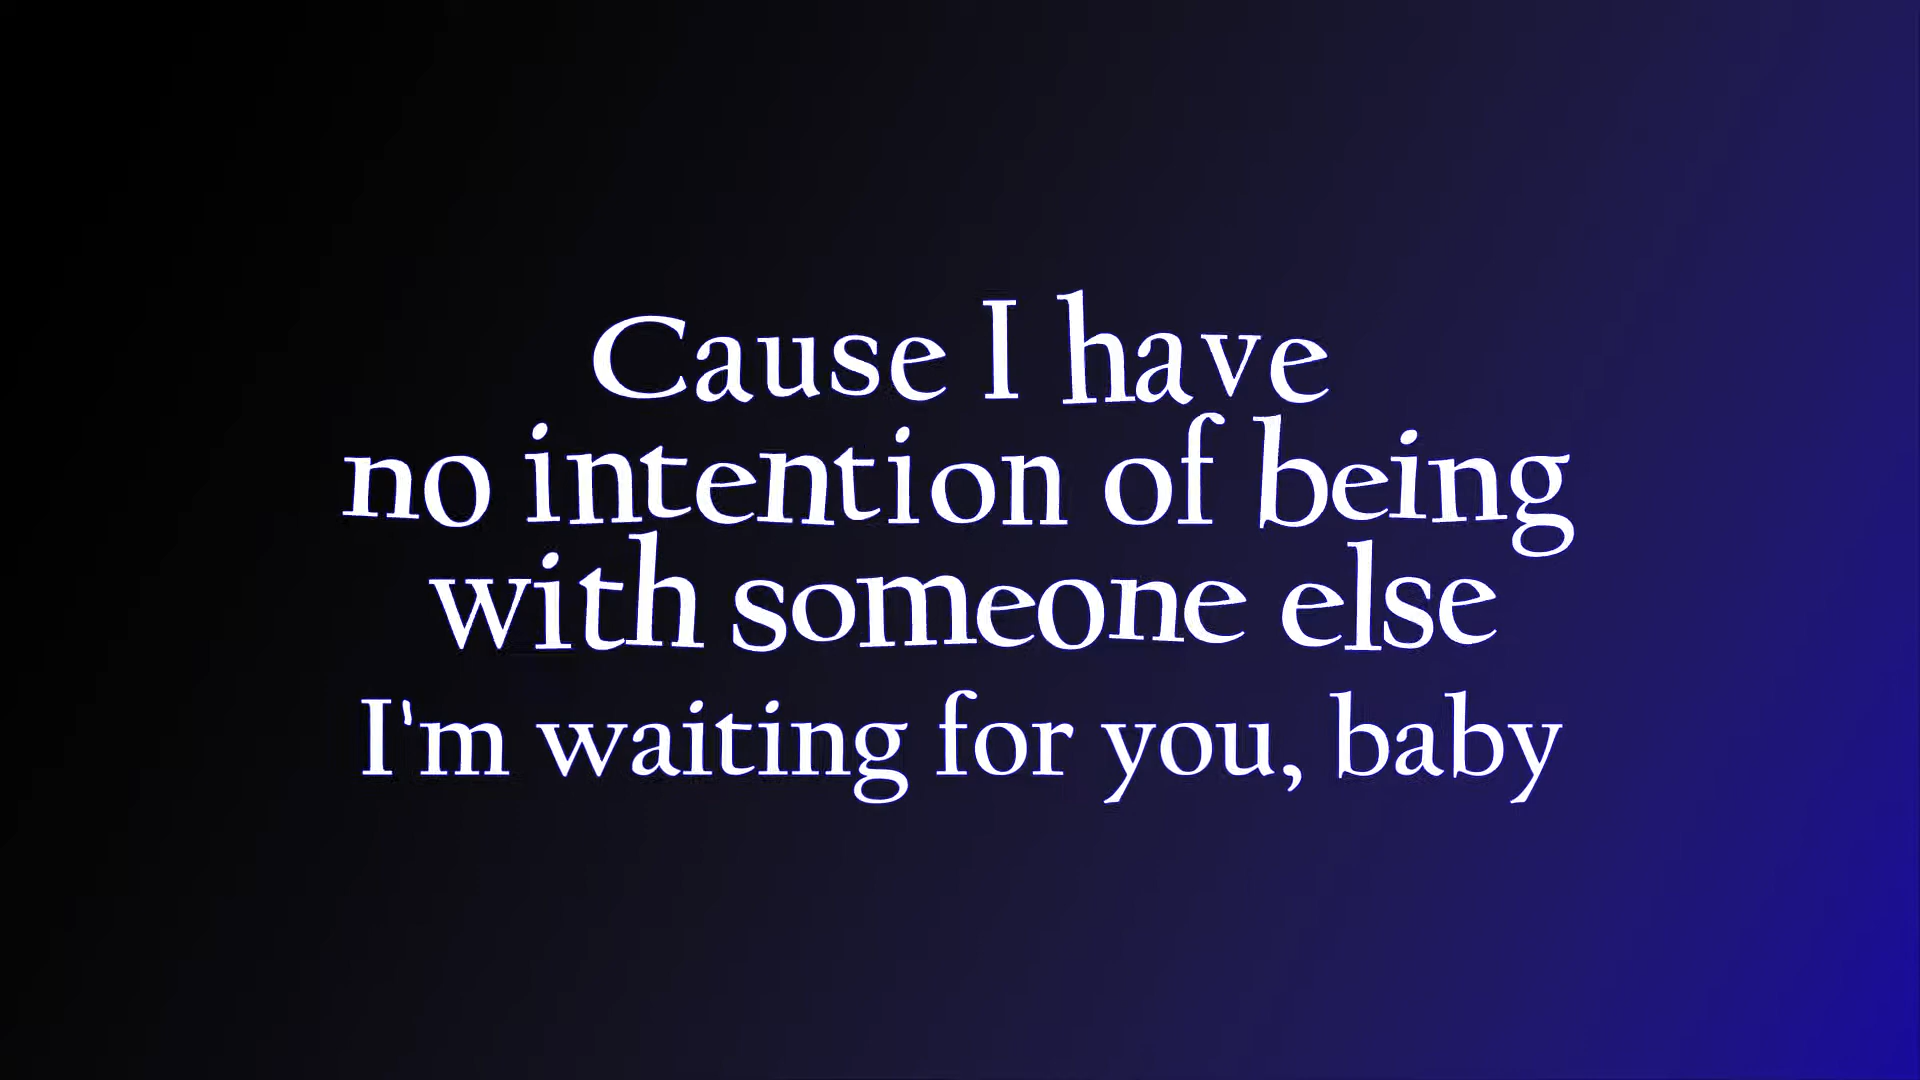 Cause I have
no intention of being
with someone else
I'm waiting for you, baby